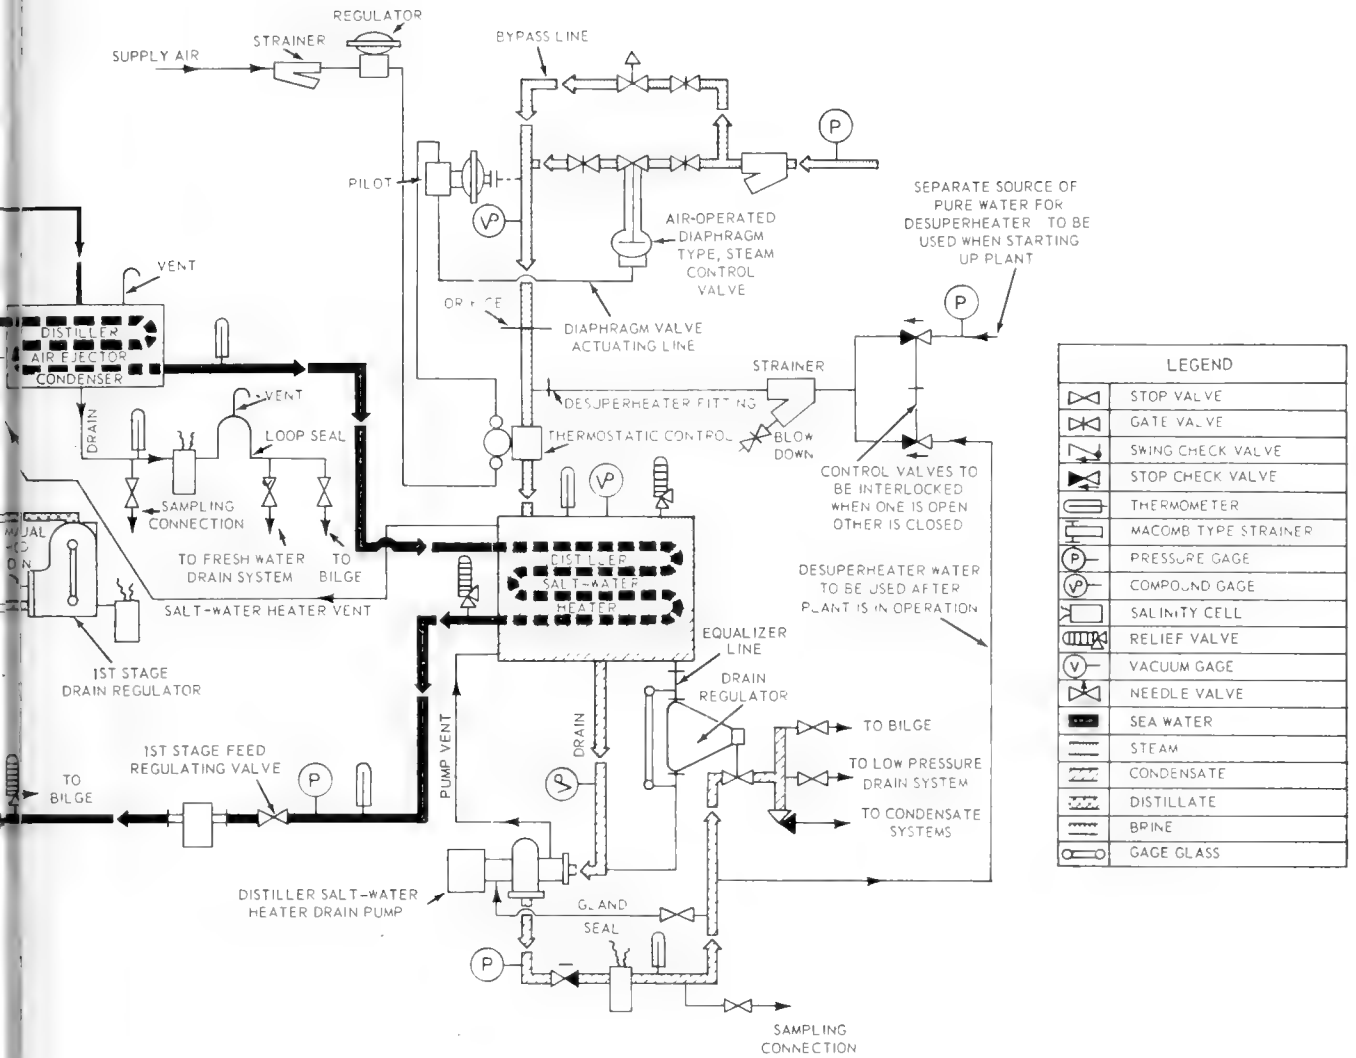 REGULATOR
STRAINER
SUPPLY AIR
BYPASS LINE
P
PILOT
VP
AIR-OPERATED
DIAPHRAGM
TYPE, STEAM
CONTROL
VALVE
SEPARATE SOURCE OF
PURE WATER FOR
DESUPERHEATER TO BE
USED WHEN STARTING
UP PLANT
P
VENT
DISTILLER
AIR EJECTOR
CONDENSER
DIAPHRAGM VALVE
ACTUATING LINE
STRAINER
DESUPERHEATER FITTING
THERMOSTATIC CONTROL
BLOW
DOWN
CONTROL VALVES TO
BE INTERLOCKED
WHEN ONE IS OPEN
OTHER IS CLOSED
VENT
LOOP SEAL
DRAIN
SAMPLING
CONNECTION
TO FRESH WATER
DRAIN SYSTEM
TO
BILGE
SALT-WATER HEATER VENT
1ST STAGE
DRAIN REGULATOR
VP
DISTILLER
SALT-WATER
HEATER
DESUPERHEATER WATER
TO BE USED AFTER
PLANT IS IN OPERATION
EQUALIZER
LINE
DRAIN
REGULATOR
DRAIN
PUMP VENT
VP
TO BILGE
TO LOW PRESSURE
DRAIN SYSTEM
TO CONDENSATE
SYSTEMS
1ST STAGE FEED
REGULATING VALVE
TO
BILGE
P
DISTILLER SALT-WATER
HEATER DRAIN PUMP
GLAND
SEAL
P
SAMPLING
CONNECTION
LEGEND
STOP VALVE
GATE VALVE
SWING CHECK VALVE
STOP CHECK VALVE
THERMOMETER
MACOMB TYPE STRAINER
P PRESSURE GAGE
VP COMPOUND GAGE
SALINITY CELL
RELIEF VALVE
V VACUUM GAGE
NEEDLE VALVE
SEA WATER
STEAM
CONDENSATE
DISTILLATE
BRINE
GAGE GLASS